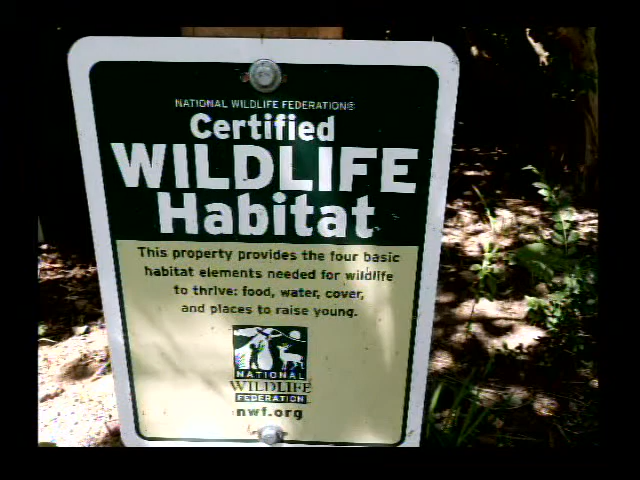 NATIONAL WILDLIFE FEDERATION®
Certified
WILDLIFE
Habitat
This property provides the four basic
habitat elements needed for wildlife
to thrive: food, water, cover,
and places to raise young.
NATIONAL
WILDLIFE
FEDERATION
nwf.org